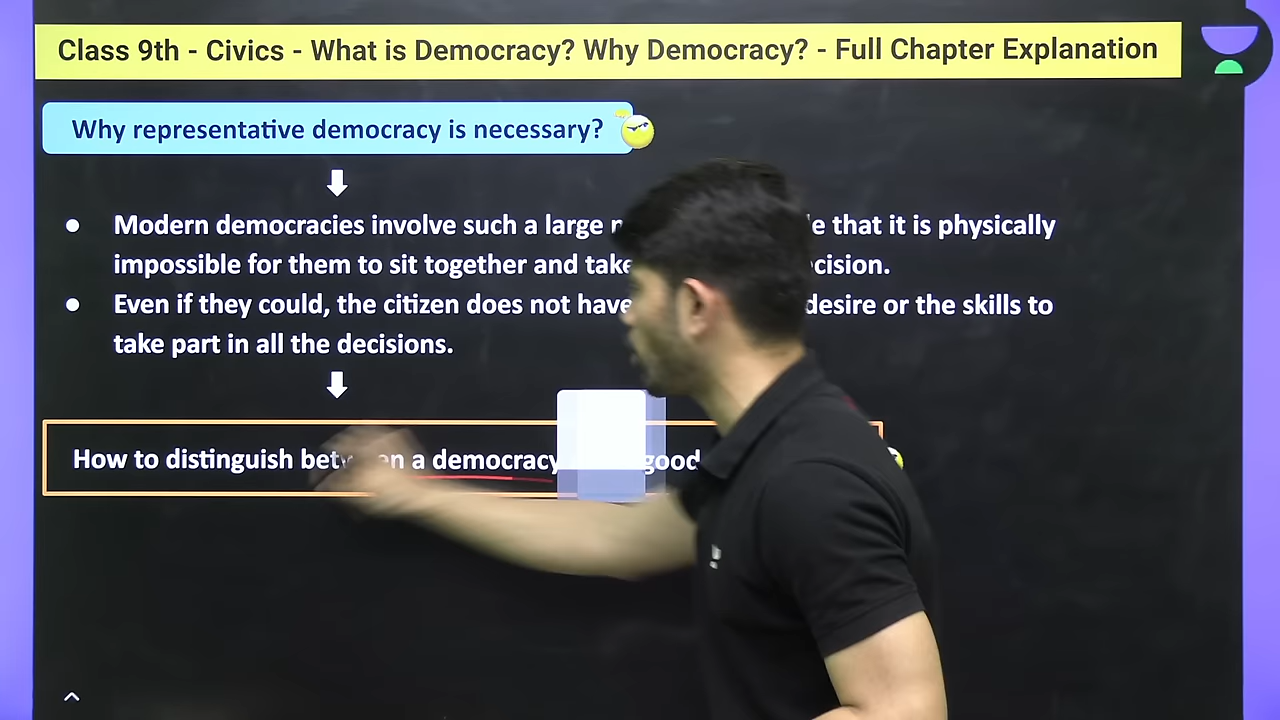 Class 9th - Civics - What is Democracy? Why Democracy? - Full Chapter Explanation
Why representative democracy is necessary?
● Modern democracies involve such a large that it is physically
impossible for them to sit together and take
● Even if they could, the citizen does not have desire or the skills to
take part in all the decisions.
How to distinguish a democracy good